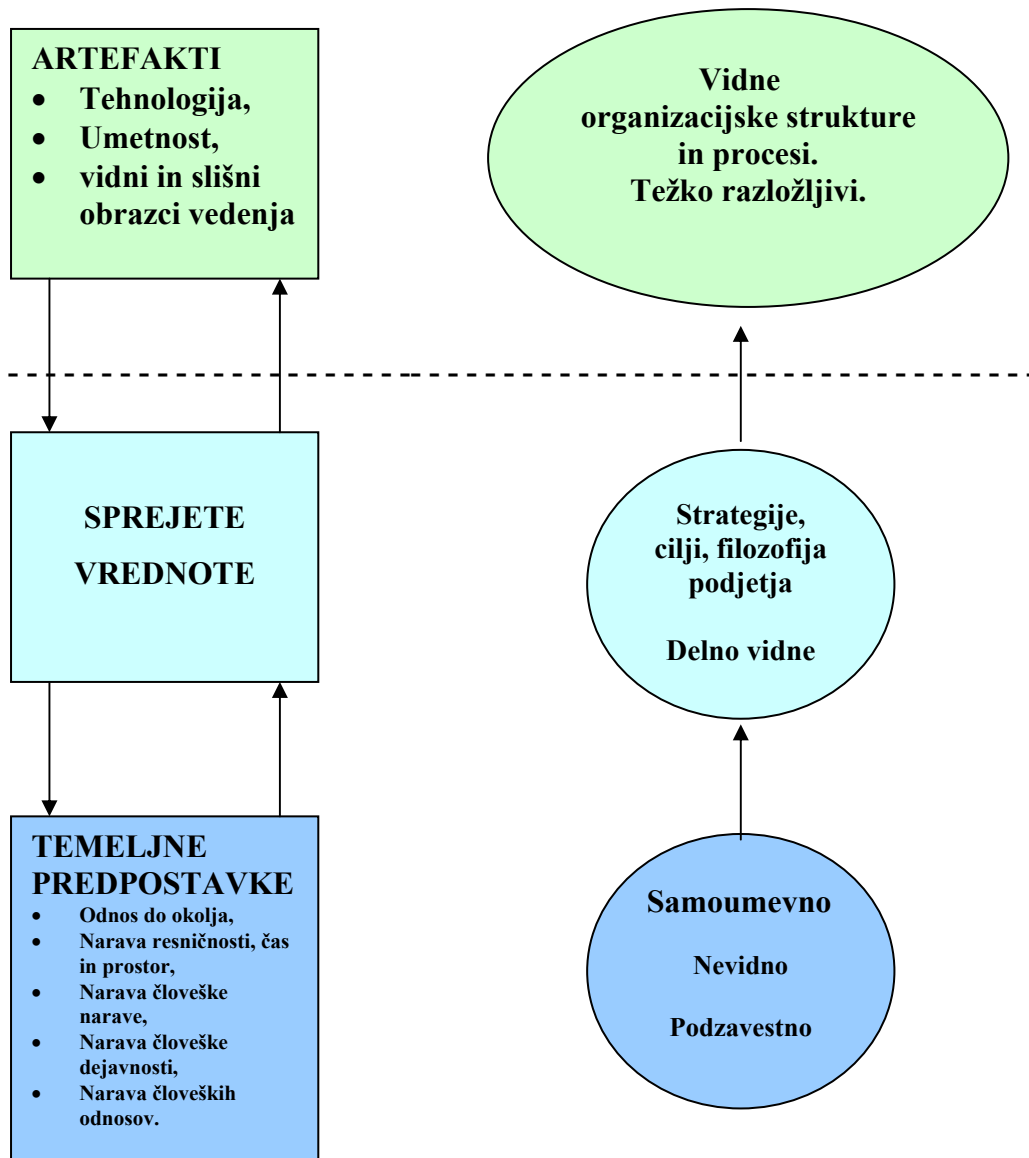 ARTEFAKTI
• Tehnologija,
• Umetnost,
• vidni in slišni
obrazci vedenja
Vidne
organizacijske strukture
in procesi.
Težko razložljivi.
SPREJETE
VREDNOTE
Strategije,
cilji, filozofija
podjetja
Delno vidne
TEMELJNE
PREDPOSTAVKE
• Odnos do okolja,
• Narava resničnosti, čas
in prostor,
• Narava človeške
narave,
• Narava človeške
dejavnosti,
• Narava človeških
odnosov.
Samoumevno
Nevidno
Podzavestno